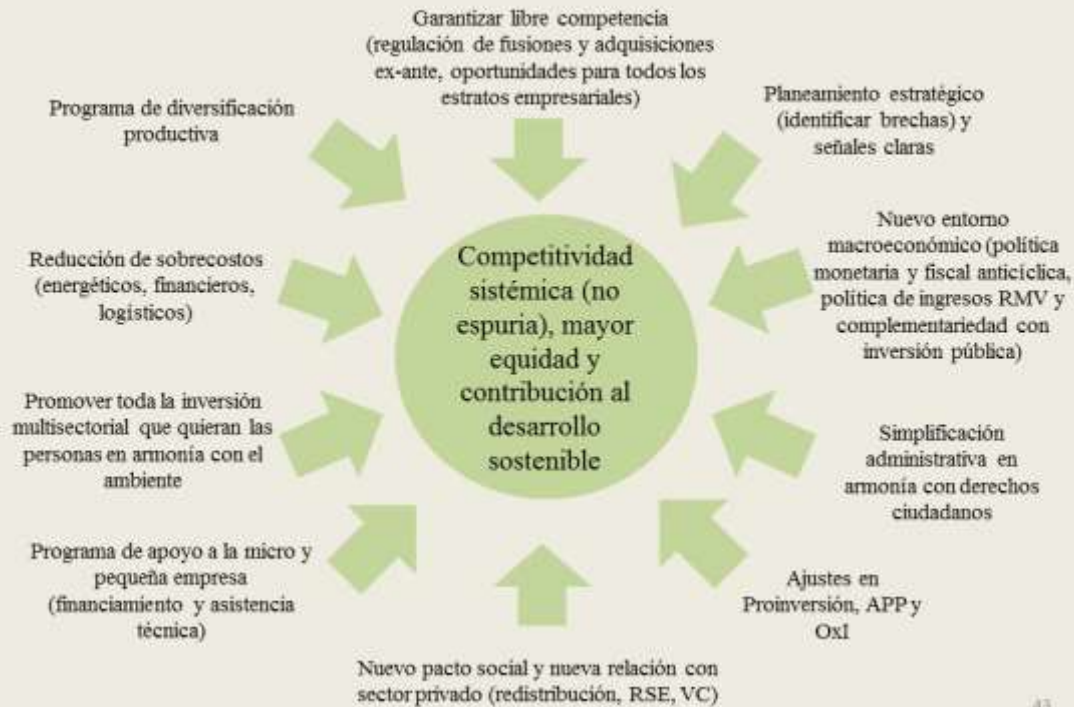 Garantizar libre competencia
(regulación de fusiones y adquisiciones
ex-ante, oportunidades para todos los
estratos empresariales)
Planeamiento estratégico
(identificar brechas) y
señales claras
Nuevo entorno
macroeconómico (política
monetaria y fiscal anticíclica,
política de ingresos RMV y
complementariedad con
inversión pública)
Simplificación
administrativa en
armonía con derechos
ciudadanos
Ajustes en
Proinversión, APP y
OxI
Nuevo pacto social y nueva relación con
sector privado (redistribución, RSE, VC)
Programa de apoyo a la micro y
pequeña empresa
(financiamiento y asistencia
técnica)
Promover toda la inversión
multisectorial que quieran las
personas en armonía con el
ambiente
Reducción de sobrecostos
(energéticos, financieros,
logísticos)
Programa de diversificación
productiva
Competitividad
sistémica (no
espuria), mayor
equidad y
contribución al
desarrollo
sostenible
43